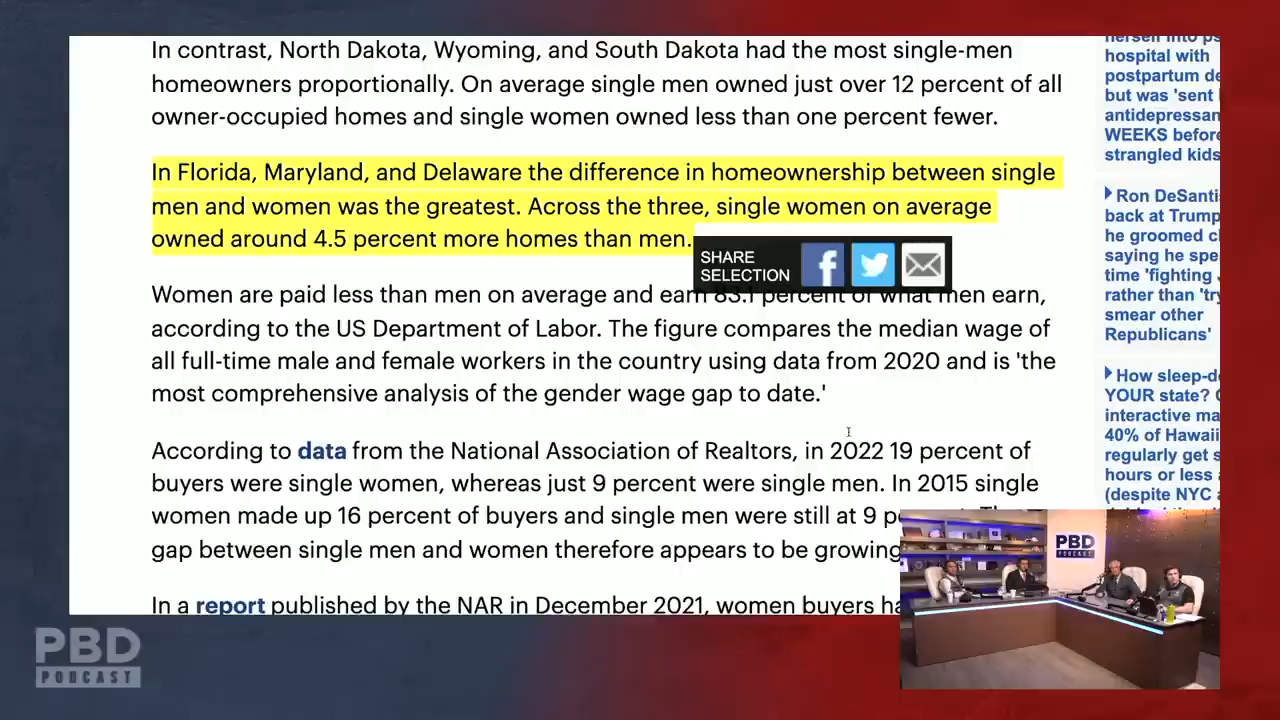 In contrast, North Dakota, Wyoming, and South Dakota had the most single-men
homeowners proportionally. On average single men owned just over 12 percent of all
owner-occupied homes and single women owned less than one percent fewer.
In Florida, Maryland, and Delaware the difference in homeownership between single
men and women was the greatest. Across the three, single women on average
owned around 4.5 percent more homes than men.
SHARE
SELECTION
Women are paid less than men on average and earn 83.1 percent of what men earn,
according to the US Department of Labor. The figure compares the median wage of
all full-time male and female workers in the country using data from 2020 and is 'the
most comprehensive analysis of the gender wage gap to date.'
According to data from the National Association of Realtors, in 2022 19 percent of
buyers were single women, whereas just 9 percent were single men. In 2015 single
women made up 16 percent of buyers and single men were still at 9
gap between single men and women therefore appears to be growing
In a report published by the NAR in December 2021, women buyers
herself into
hospital with
postpartum
but was 'sent
WEEKS before
strangled kids
Ron DeSantis
back at Trump
he groomed
saying he
time 'fighting
rather than
smear other
Republicans'
How
YOUR state?
interactive
40% of Hawaii
regularly get
hours or less
(despite NYC
PBD
PODCAST
PBD
PODCAST